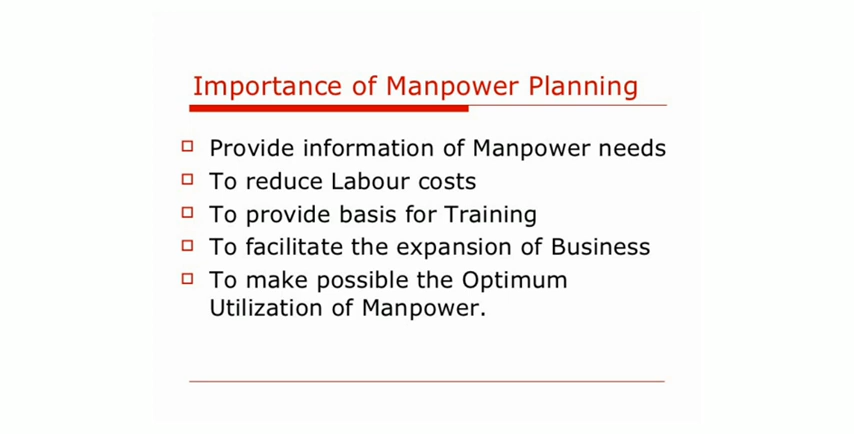 Importance of Manpower Planning
Provide information of Manpower needs
To reduce Labour costs
To provide basis for Training
To facilitate the expansion of Business
To make possible the Optimum
Utilization of Manpower.